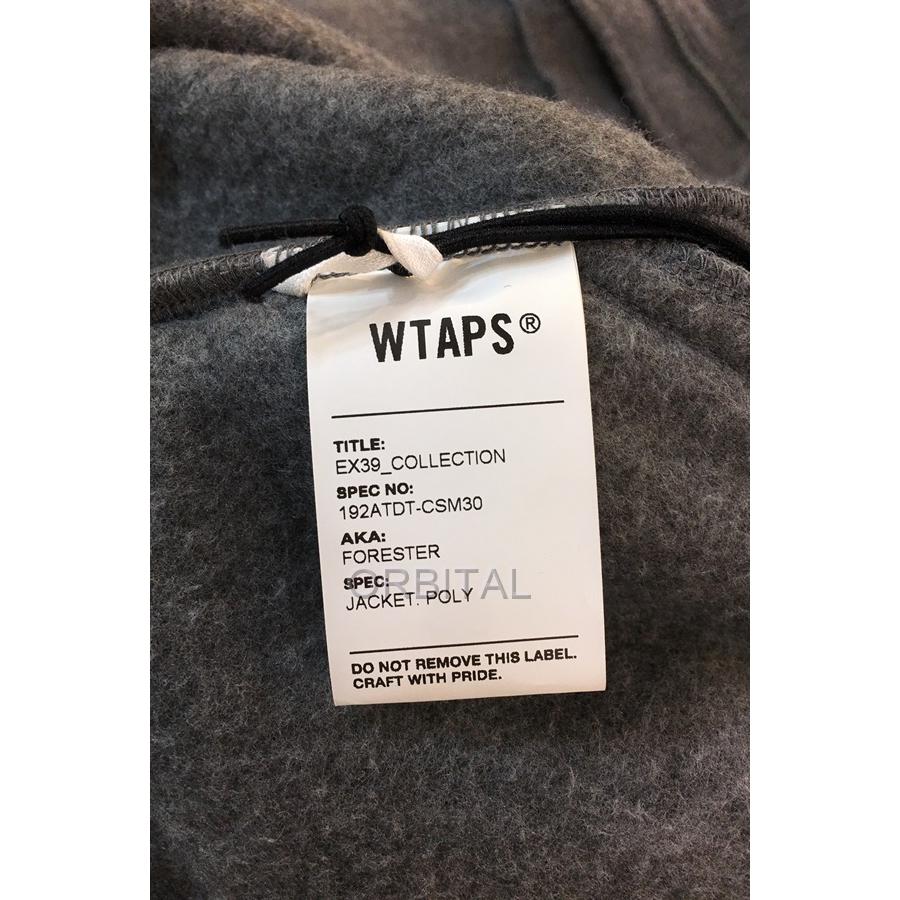 WTAPS®
TITLE:
EX39_COLLECTION
SPEC NO:
192ATDT-CSM30
AKA:
FORESTER
SPEC:
ORBITAL
JACKET. POLY
DO NOT REMOVE THIS LABEL.
CRAFT WITH PRIDE.